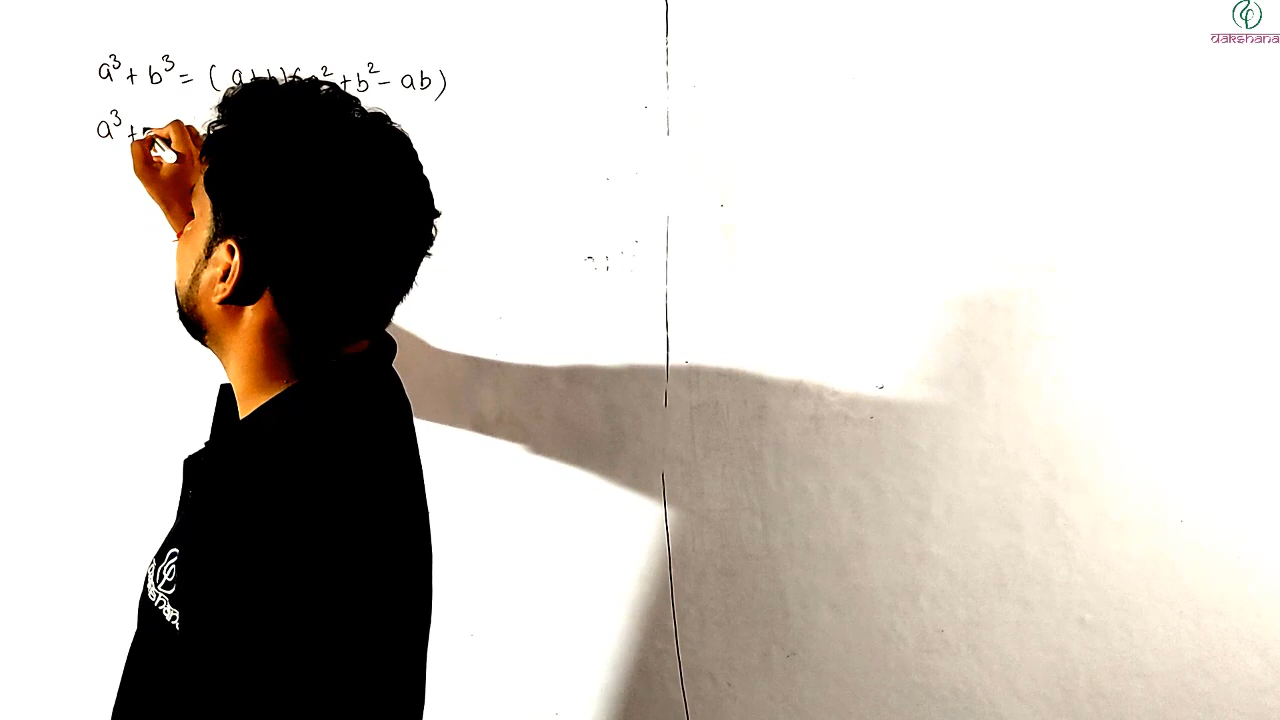 dakshana
a³ + b³ = ( a+b)(a² + b² - ab)
a³ +